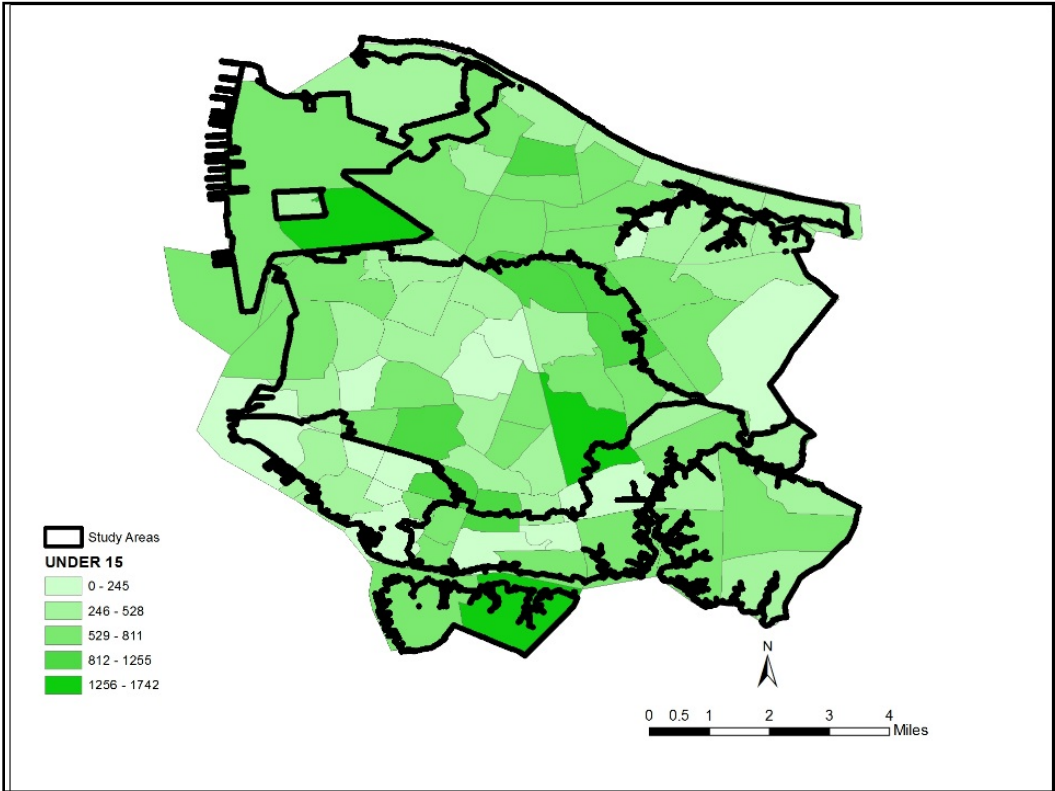 Study Areas
UNDER 15
0 - 245
246 - 528
529 - 811
812 - 1255
1256 - 1742
N
0 0.5 1 2 3 4
Miles